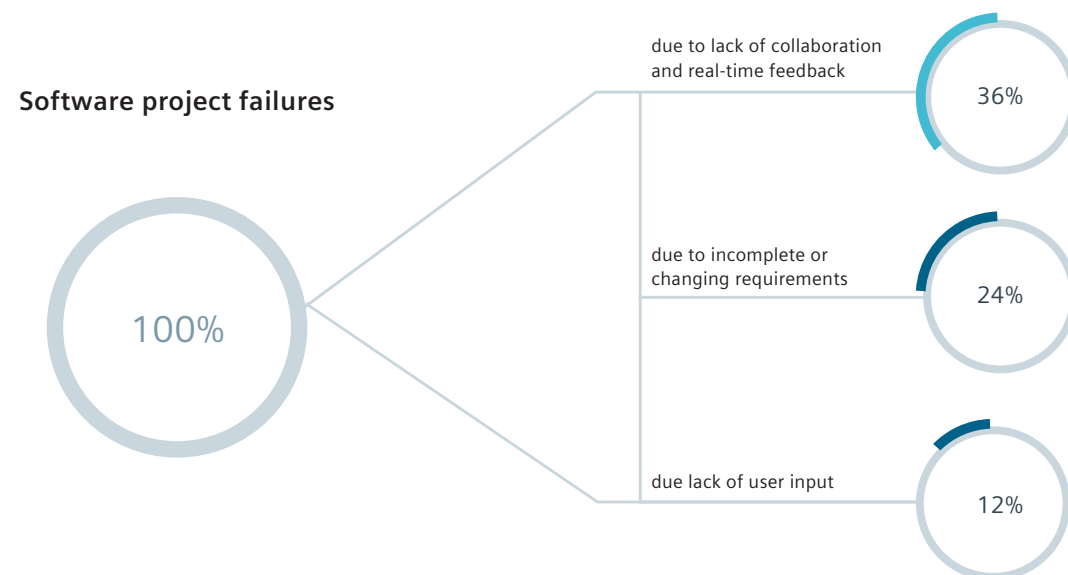 Software project failures
100%
due to lack of collaboration
and real-time feedback
36%
due to incomplete or
changing requirements
24%
due lack of user input
12%